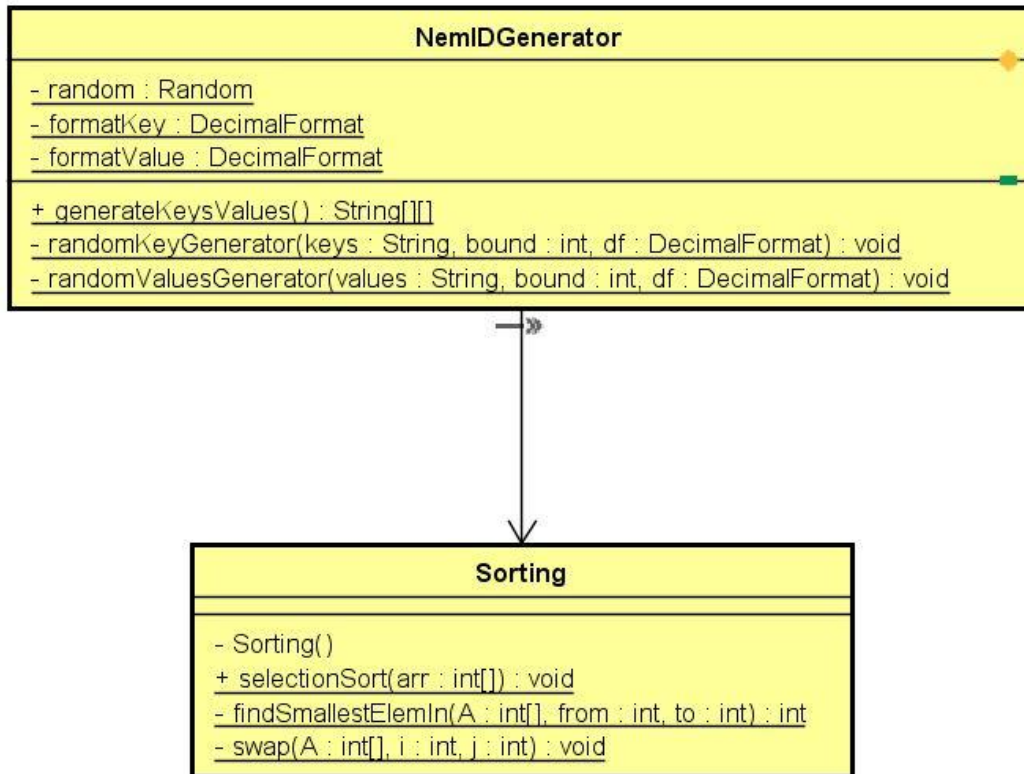 NemIDGenerator
- random : Random
- formatKey : DecimalFormat
- formatValue : DecimalFormat
+ generateKeysValues() : String[][]
- randomKeyGenerator(keys : String, bound : int, df : DecimalFormat) : void
- randomValuesGenerator(values : String, bound : int, df : DecimalFormat) : void
Sorting
- Sorting()
+ selectionSort(arr : int[]) : void
- findSmallestElemIn(A : int[], from : int, to : int) : int
- swap(A : int[], i : int, j : int) : void